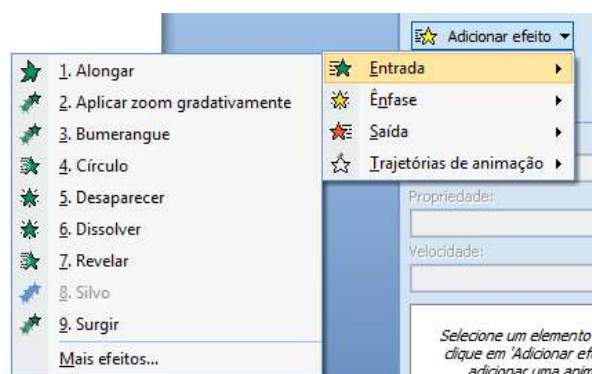 Adicionar efeito
1. Alongar
2. Aplicar zoom gradativamente
3. Bumerangue
4. Círculo
5. Desaparecer
6. Dissolver
7. Revelar
8. Silvo
9. Surgir
Mais efeitos...
Entrada
Ênfase
Saída
Trajetórias de animação
Propriedade:
Velocidade:
Selecione um elemento
clique em 'Adicionar
adicionar uma